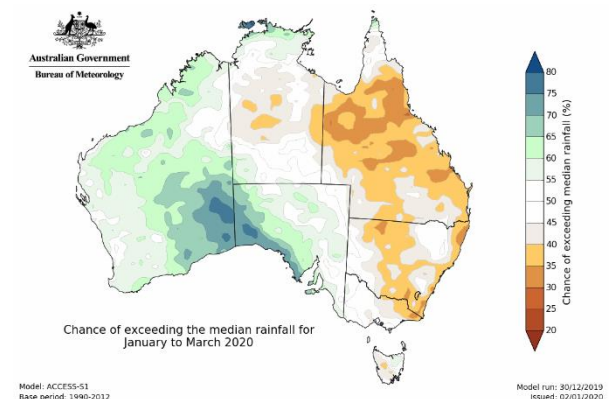 Australian Government
Bureau of Meteorology
80
75
70
65
60
55
50
45
40
35
30
25
20
Chance of exceeding median rainfall (%)
Chance of exceeding the median rainfall for
January to March 2020
Model: ACCESS-S1
Base period: 1990-2012
Model run: 30/12/2019
Issued: 02/01/2020